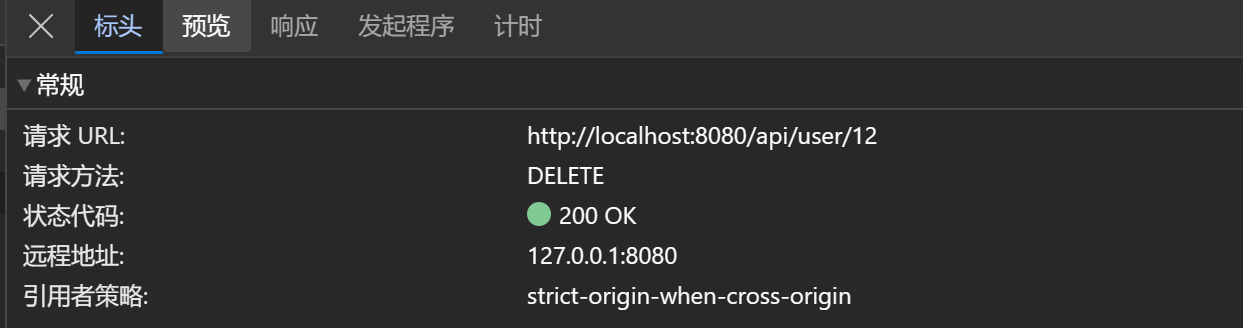 标头 预览 响应 发起程序 计时
常规
请求 URL: http://localhost:8080/api/user/12
请求方法: DELETE
状态代码: 200 OK
远程地址: 127.0.0.1:8080
引用者策略: strict-origin-when-cross-origin